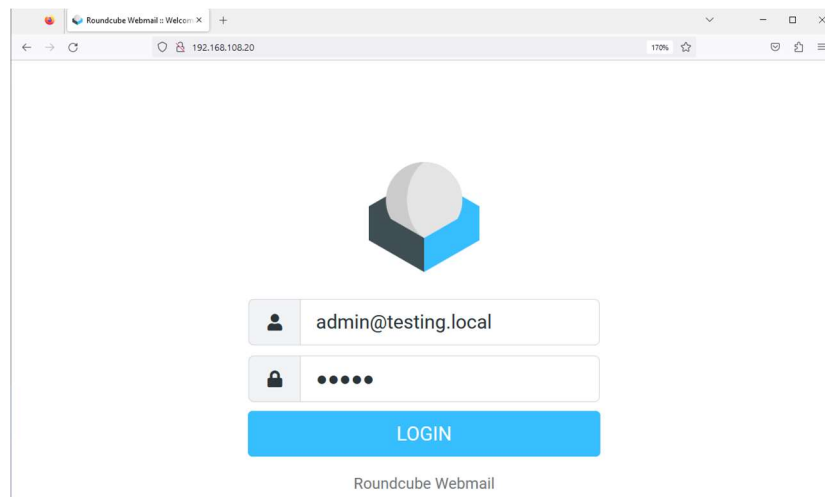 Roundcube Webmail :: Welcom
192.168.108.20
170%
admin@testing.local
●●●●●
LOGIN
Roundcube Webmail